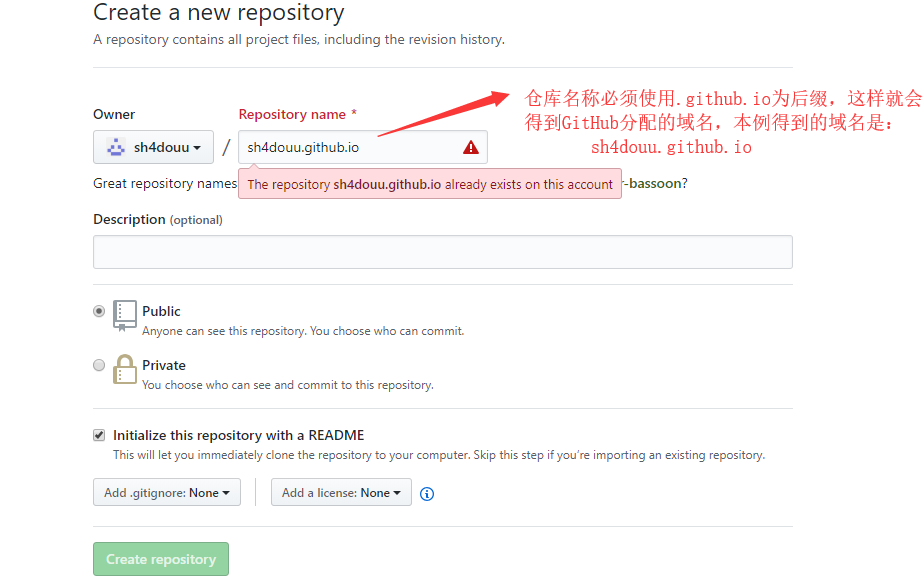 Create a new repository
A repository contains all project files, including the revision history.
仓库名称必须使用.github.io为后缀，这样就会
得到GitHub分配的域名，本例得到的域名是：
sh4douu.github.io
Owner
Repository name *
sh4douu
/
sh4douu.github.io
Great repository names
The repository sh4douu.github.io already exists on this account
r-bassoon?
Description (optional)
Public
Anyone can see this repository. You choose who can commit.
Private
You choose who can see and commit to this repository.
Initialize this repository with a README
This will let you immediately clone the repository to your computer. Skip this step if you’re importing an existing repository.
Add .gitignore: None
Add a license: None
Create repository